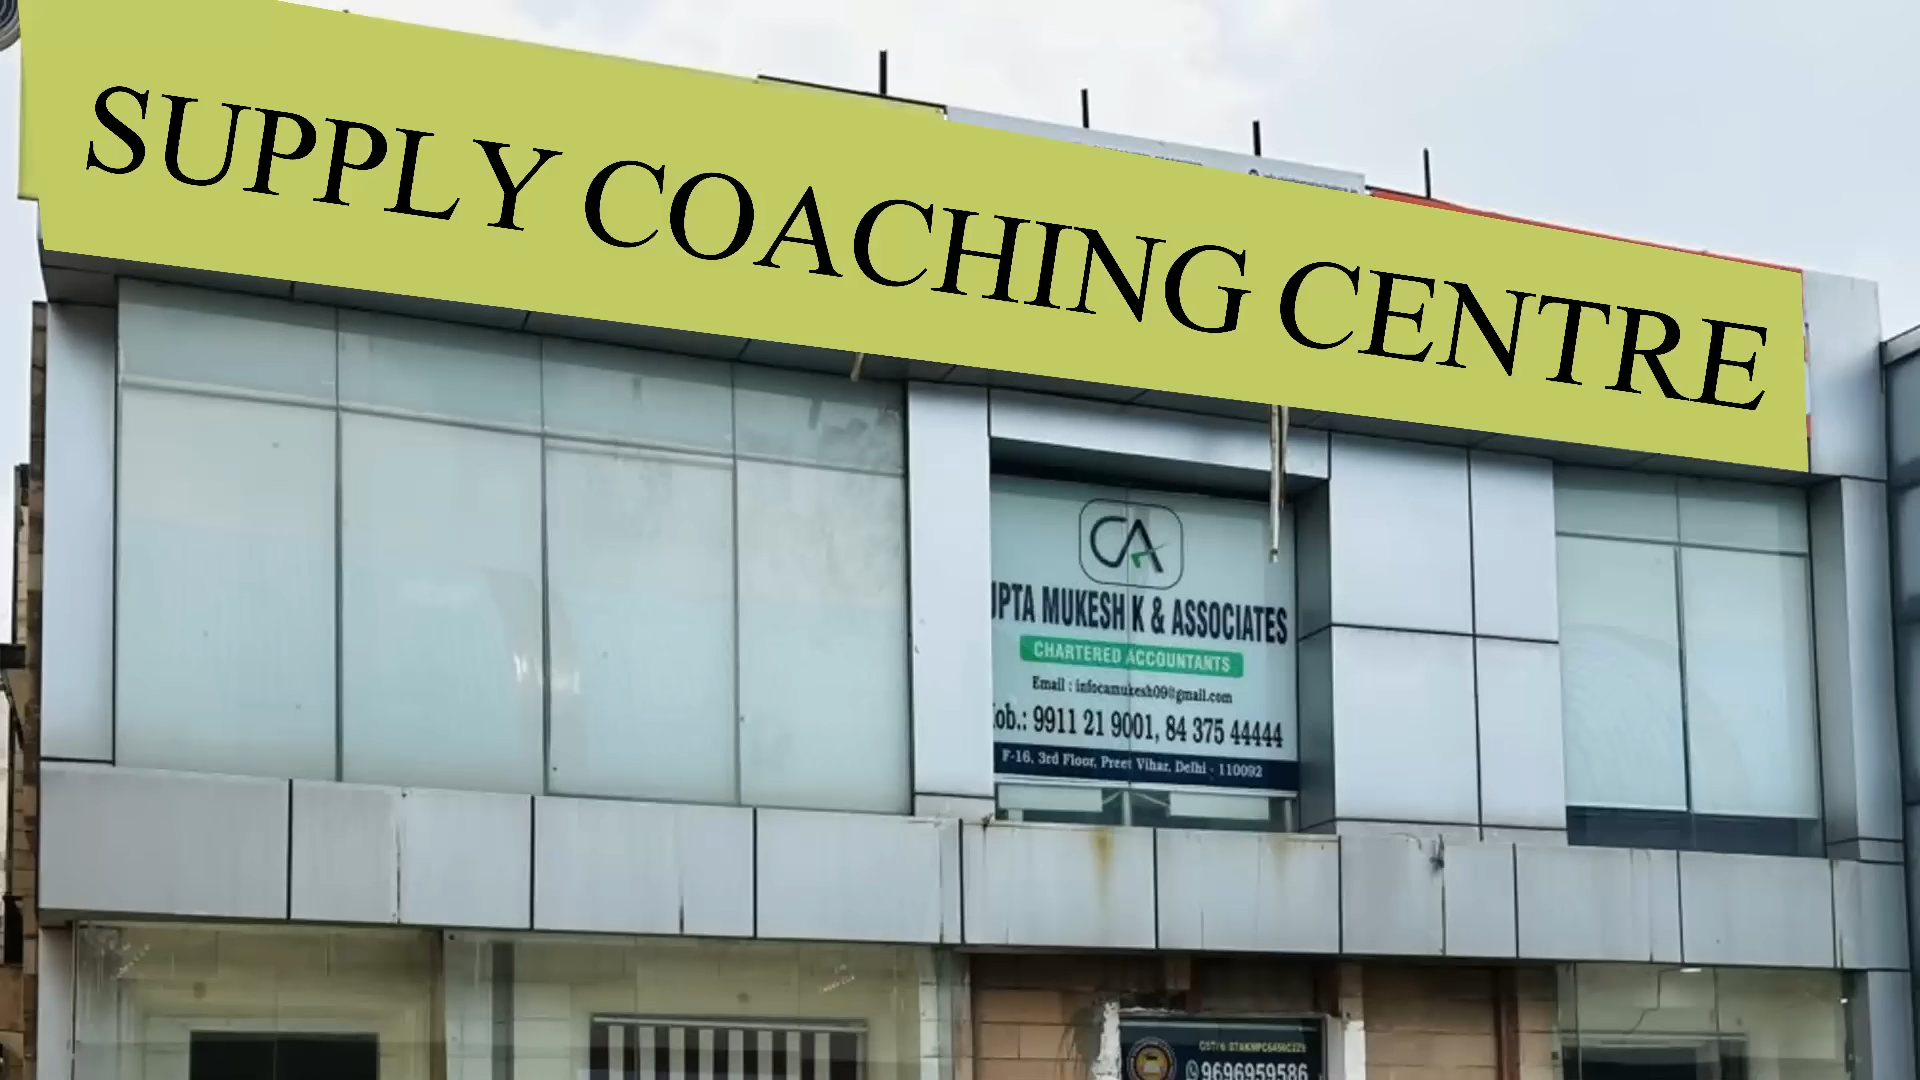 SUPPLY COACHING CENTRE
CA
UPTA MUKESH K & ASSOCIATES
CHARTERED ACCOUNTANTS
Email : infocamukesh09@gmail.com
ob.: 9911 21 9001, 84 375 44444
F-16, 3rd Floor, Preet Vihar, Delhi - 110092
9696959586